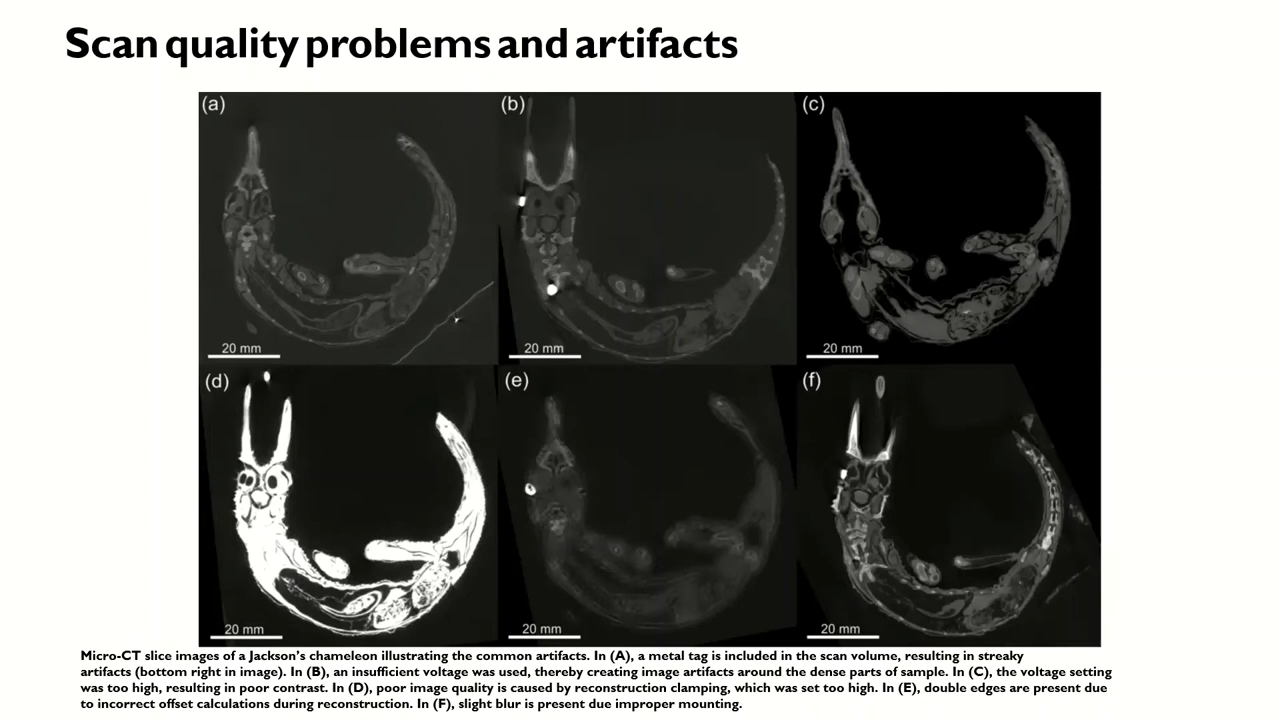 Scan quality problems and artifacts
(a)
(b)
(c)
20 mm
20 mm
20 mm
(d)
(e)
(f)
20 mm
20 mm
20 mm
Micro-CT slice images of a Jackson’s chameleon illustrating the common artifacts. In (A), a metal tag is included in the scan volume, resulting in streaky
artifacts (bottom right in image). In (B), an insufficient voltage was used, thereby creating image artifacts around the dense parts of sample. In (C), the voltage setting
was too high, resulting in poor contrast. In (D), poor image quality is caused by reconstruction clamping, which was set too high. In (E), double edges are present due
to incorrect offset calculations during reconstruction. In (F), slight blur is present due improper mounting.